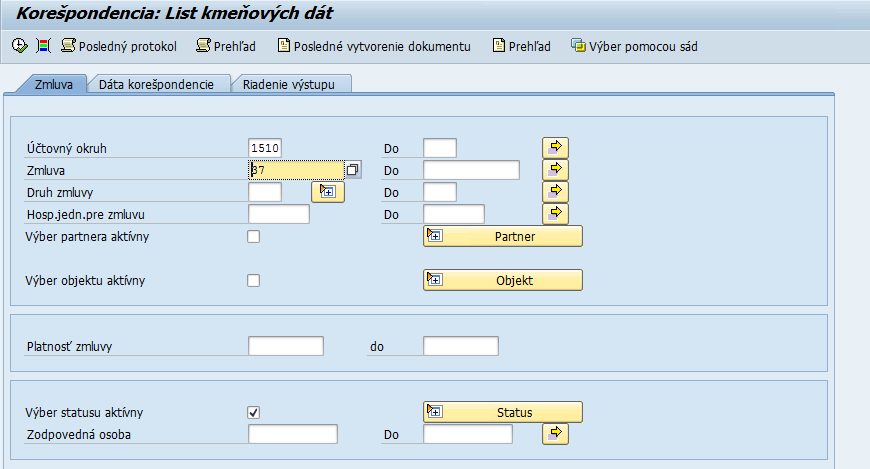 Korešpondencia: List kmeňových dát
Posledný protokol Prehľad Posledné vytvorenie dokumentu Prehľad Výber pomocou sád
Zmluva Dáta korešpondencie Riadenie výstupu
Účtovný okruh 1510 Do
Zmluva 37 Do
Druh zmluvy Do
Hosp.jedn.pre zmluvu Do
Výber partnera aktívny Partner
Výber objektu aktívny Objekt
Platnosť zmluvy do
Výber statusu aktívny Status
Zodpovedná osoba Do